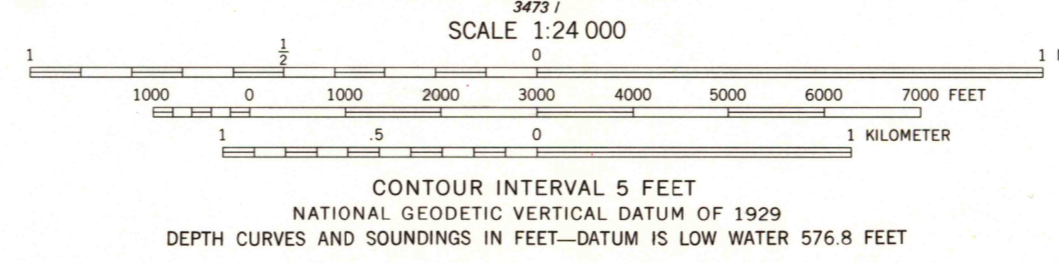 3473 I
SCALE 1:24 000
1 1/2 0 1
1000 0 1000 2000 3000 4000 5000 6000 7000 FEET
1 .5 0 1 KILOMETER
CONTOUR INTERVAL 5 FEET
NATIONAL GEODETIC VERTICAL DATUM OF 1929
DEPTH CURVES AND SOUNDINGS IN FEET—DATUM IS LOW WATER 576.8 FEET